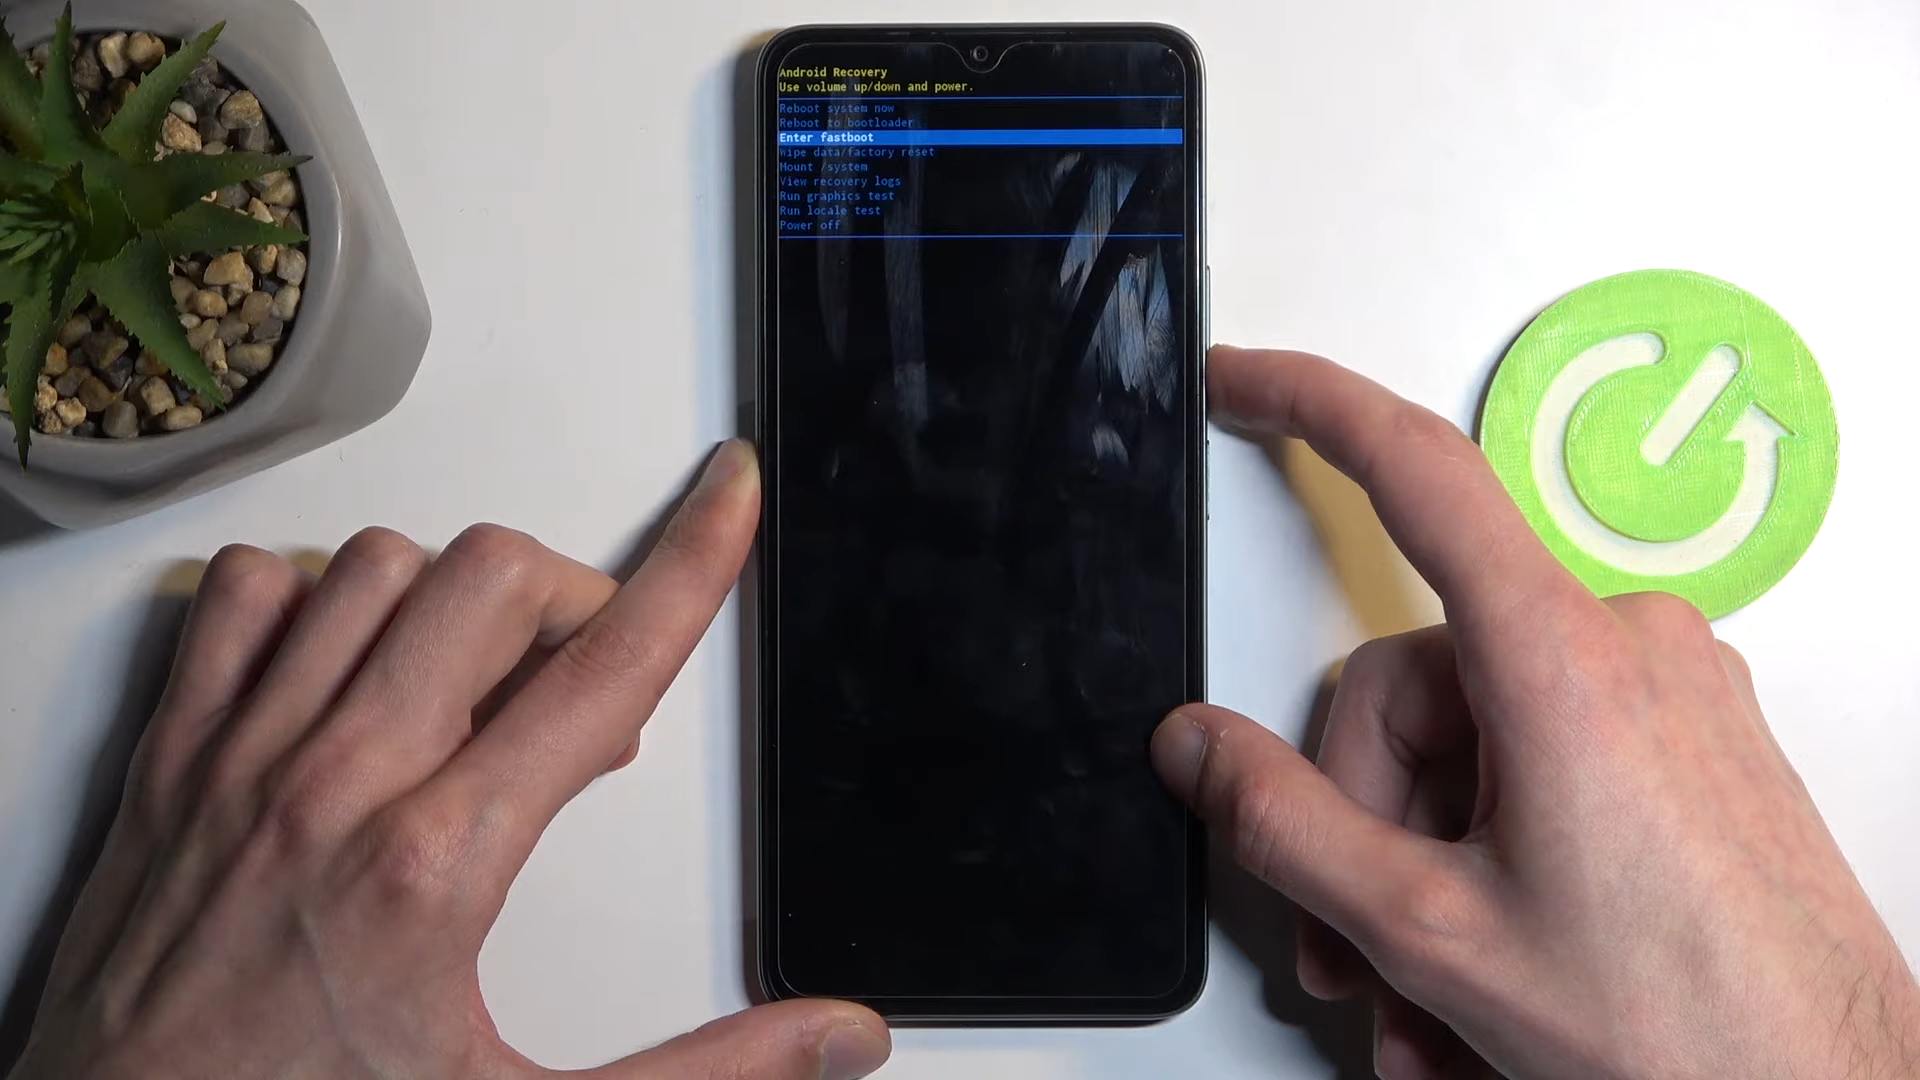 Android Recovery
Use volume up/down and power.
Reboot system now
Reboot to bootloader
Enter fastboot
Wipe data/factory reset
Mount /system
View recovery logs
Run graphics test
Run locale test
Power off